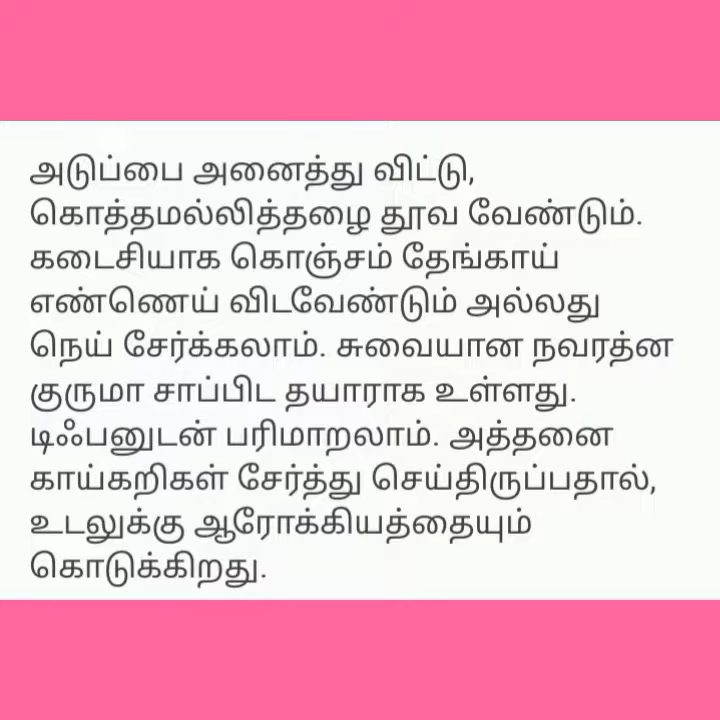 அடுப்பை அனைத்து விட்டு,
கொத்தமல்லித்தழை தூவ வேண்டும்.
கடைசியாக கொஞ்சம் தேங்காய்
எண்ணெய் விடவேண்டும் அல்லது
நெய் சேர்க்கலாம். சுவையான நவரத்ன
குருமா சாப்பிட தயாராக உள்ளது.
டிஃபனுடன் பரிமாறலாம். அத்தனை
காய்கறிகள் சேர்த்து செய்திருப்பதால்,
உடலுக்கு ஆரோக்கியத்தையும்
கொடுக்கிறது.